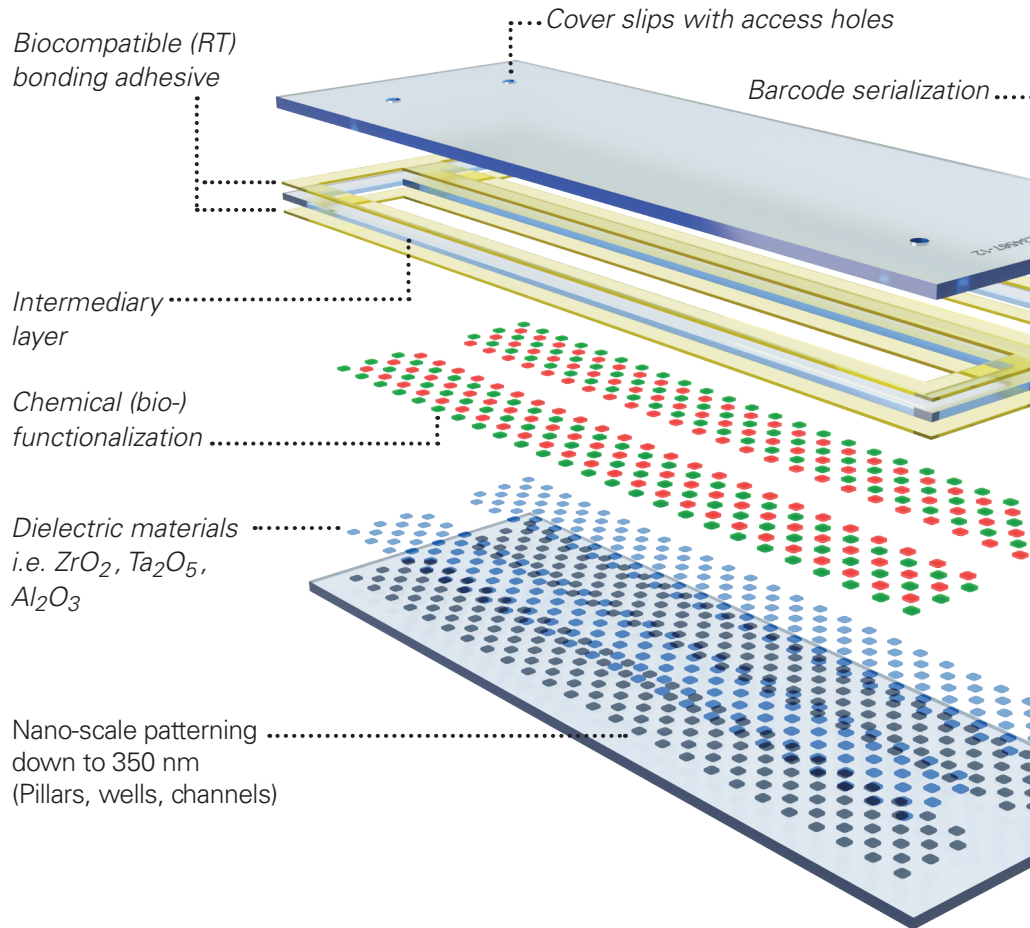 Cover slips with access holes
Biocompatible (RT)
bonding adhesive
Barcode serialization
Intermediary
layer
Chemical (bio-)
functionalization
Dielectric materials
i.e. ZrO₂, Ta₂O₅,
Al₂O₃
Nano-scale patterning
down to 350 nm
(Pillars, wells, channels)